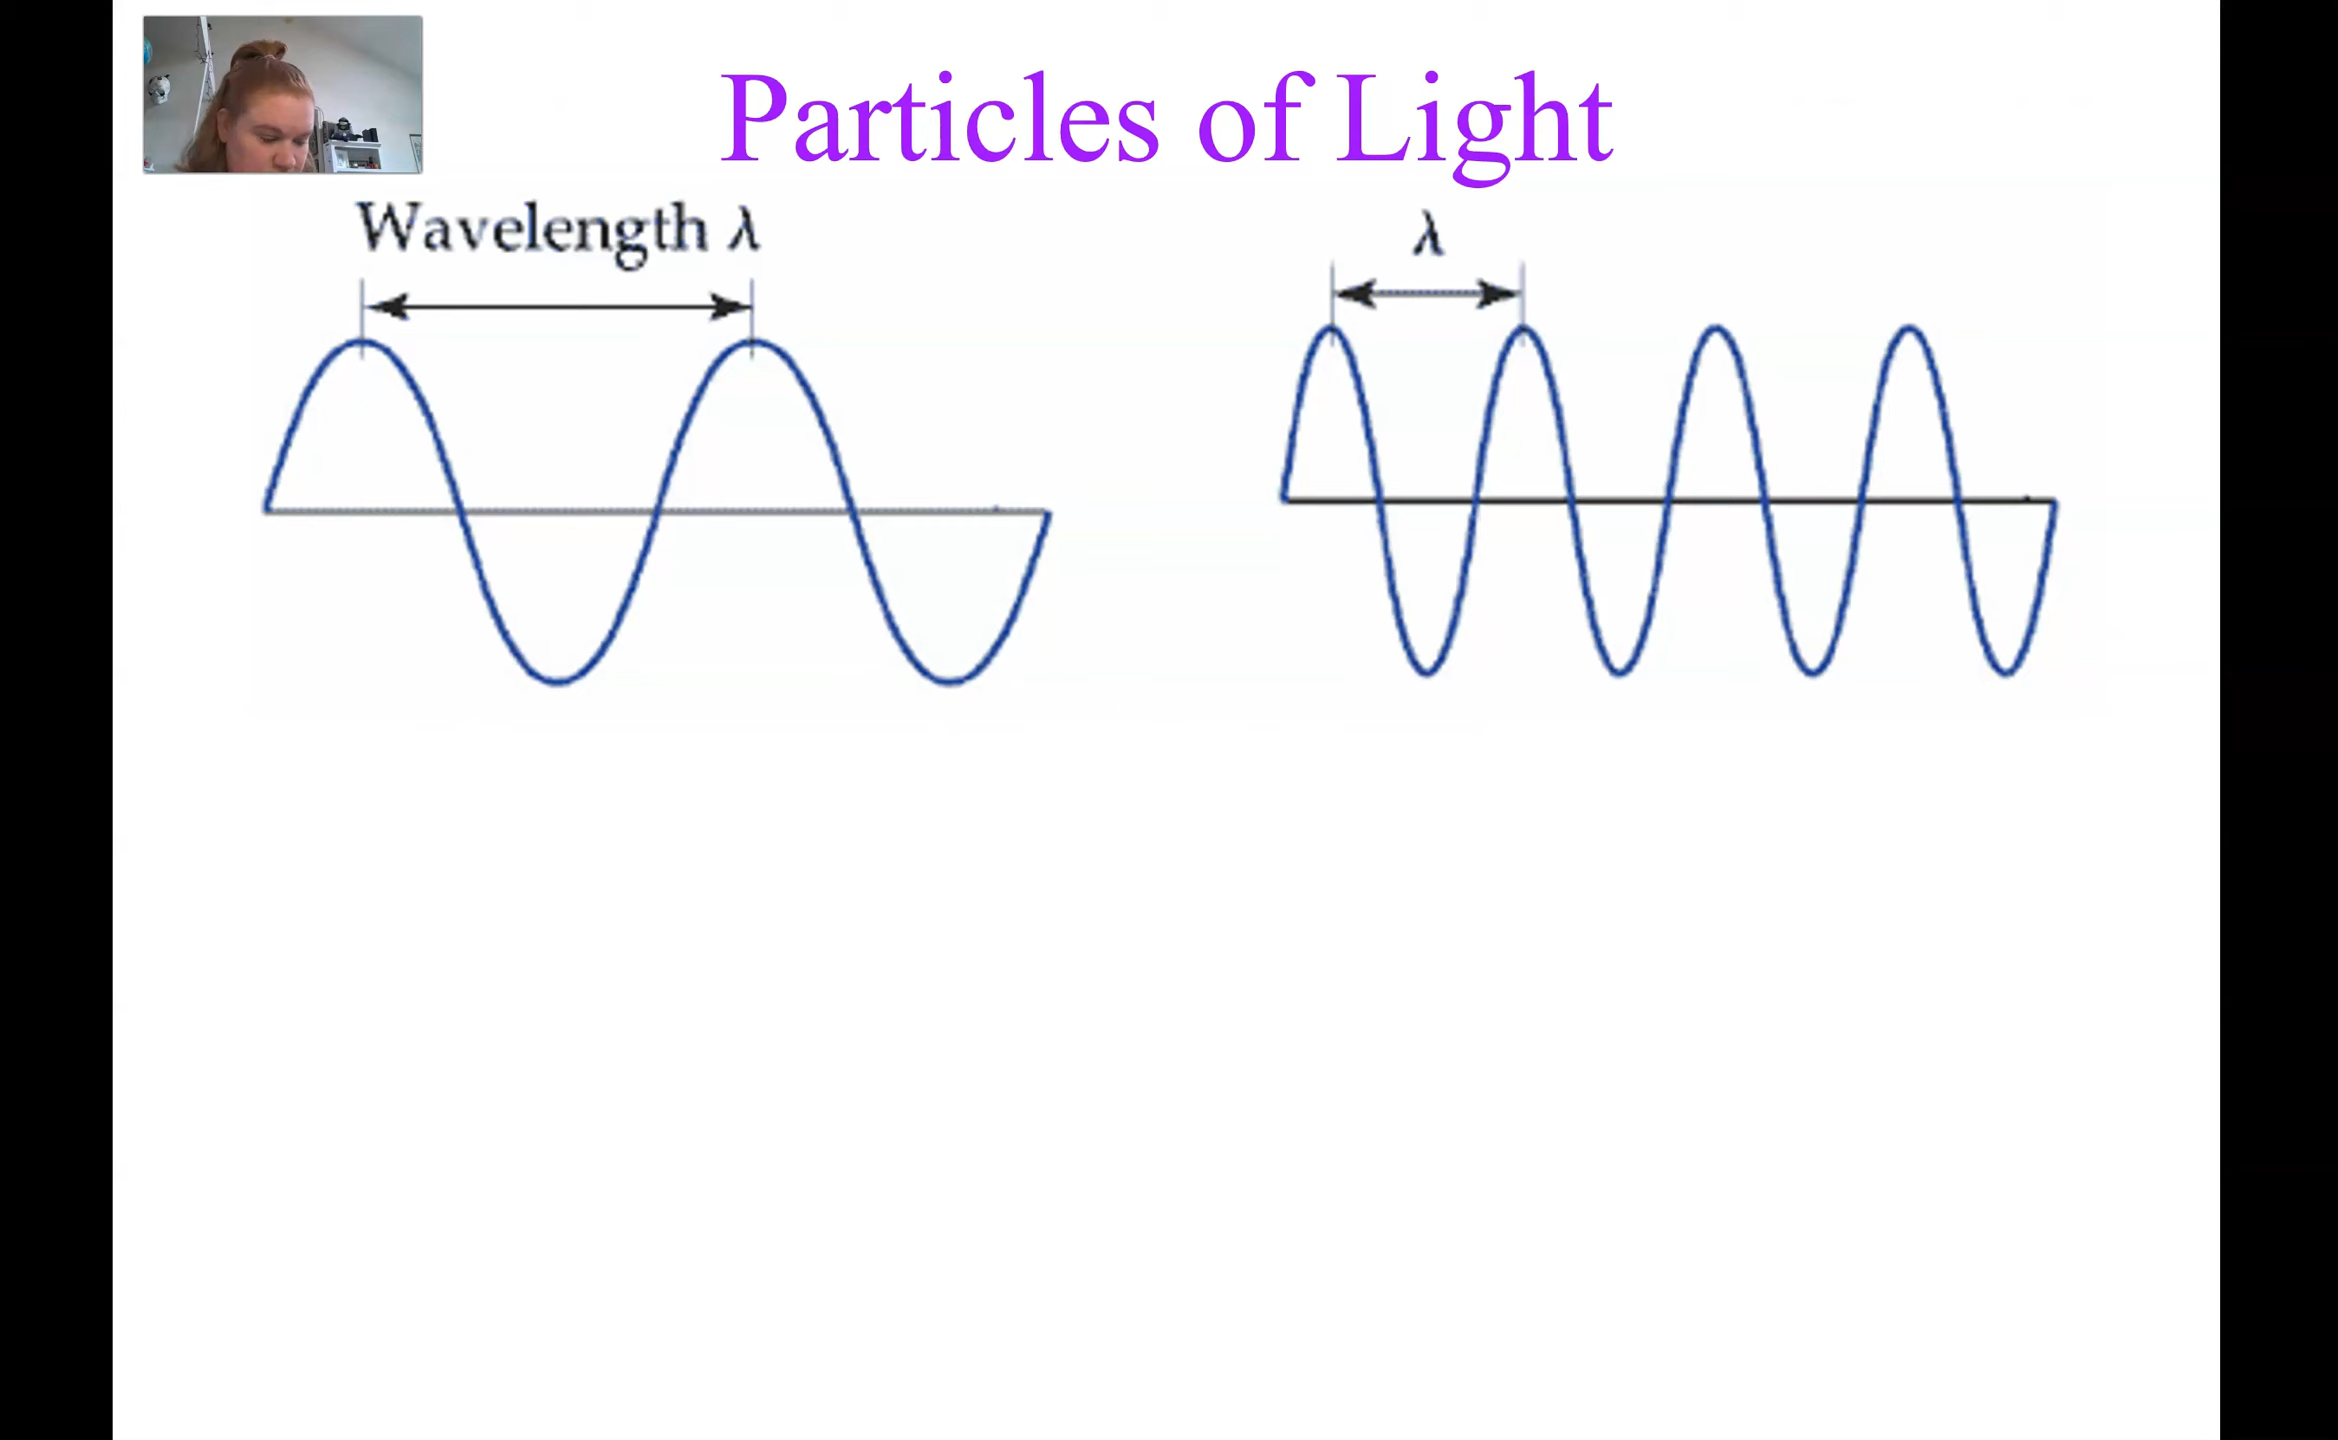 Particles of Light
Wavelength λ
λ